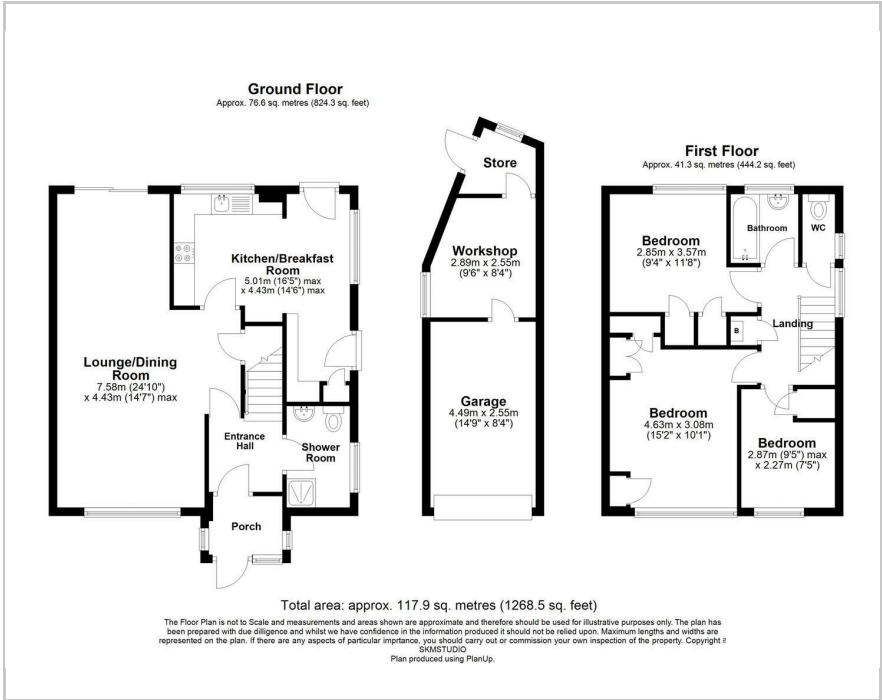 Ground Floor
Approx. 76.6 sq. metres (824.3 sq. feet)
Kitchen/Breakfast
Room
5.01m (16'5") max
x 4.43m (14'6") max
Lounge/Dining
Room
7.58m (24'10")
x 4.43m (14'7") max
Entrance
Hall
Shower
Room
Porch
Store
Workshop
2.89m x 2.55m
(9'6" x 8'4")
Garage
4.49m x 2.55m
(14'9" x 8'4")
First Floor
Approx. 41.3 sq. metres (444.2 sq. feet)
Bedroom
2.85m x 3.57m
(9'4" x 11'8")
Bathroom
WC
B
Landing
Bedroom
4.63m x 3.08m
(15'2" x 10'1")
Bedroom
2.87m (9'5") max
x 2.27m (7'5")
Total area: approx. 117.9 sq. metres (1268.5 sq. feet)
The Floor Plan is not to Scale and measurements and areas shown are approximate and therefore should be used for illustrative purposes only. The plan has
been prepared with due dilligence and whilst we have confidence in the information produced it should not be relied upon. Maximum lengths and widths are
represented on the plan. If there are any aspects of particular imprtance, you should carry out or commission your own inspection of the property. Copyright
SKMSTUDIO
Plan produced using PlanUp.